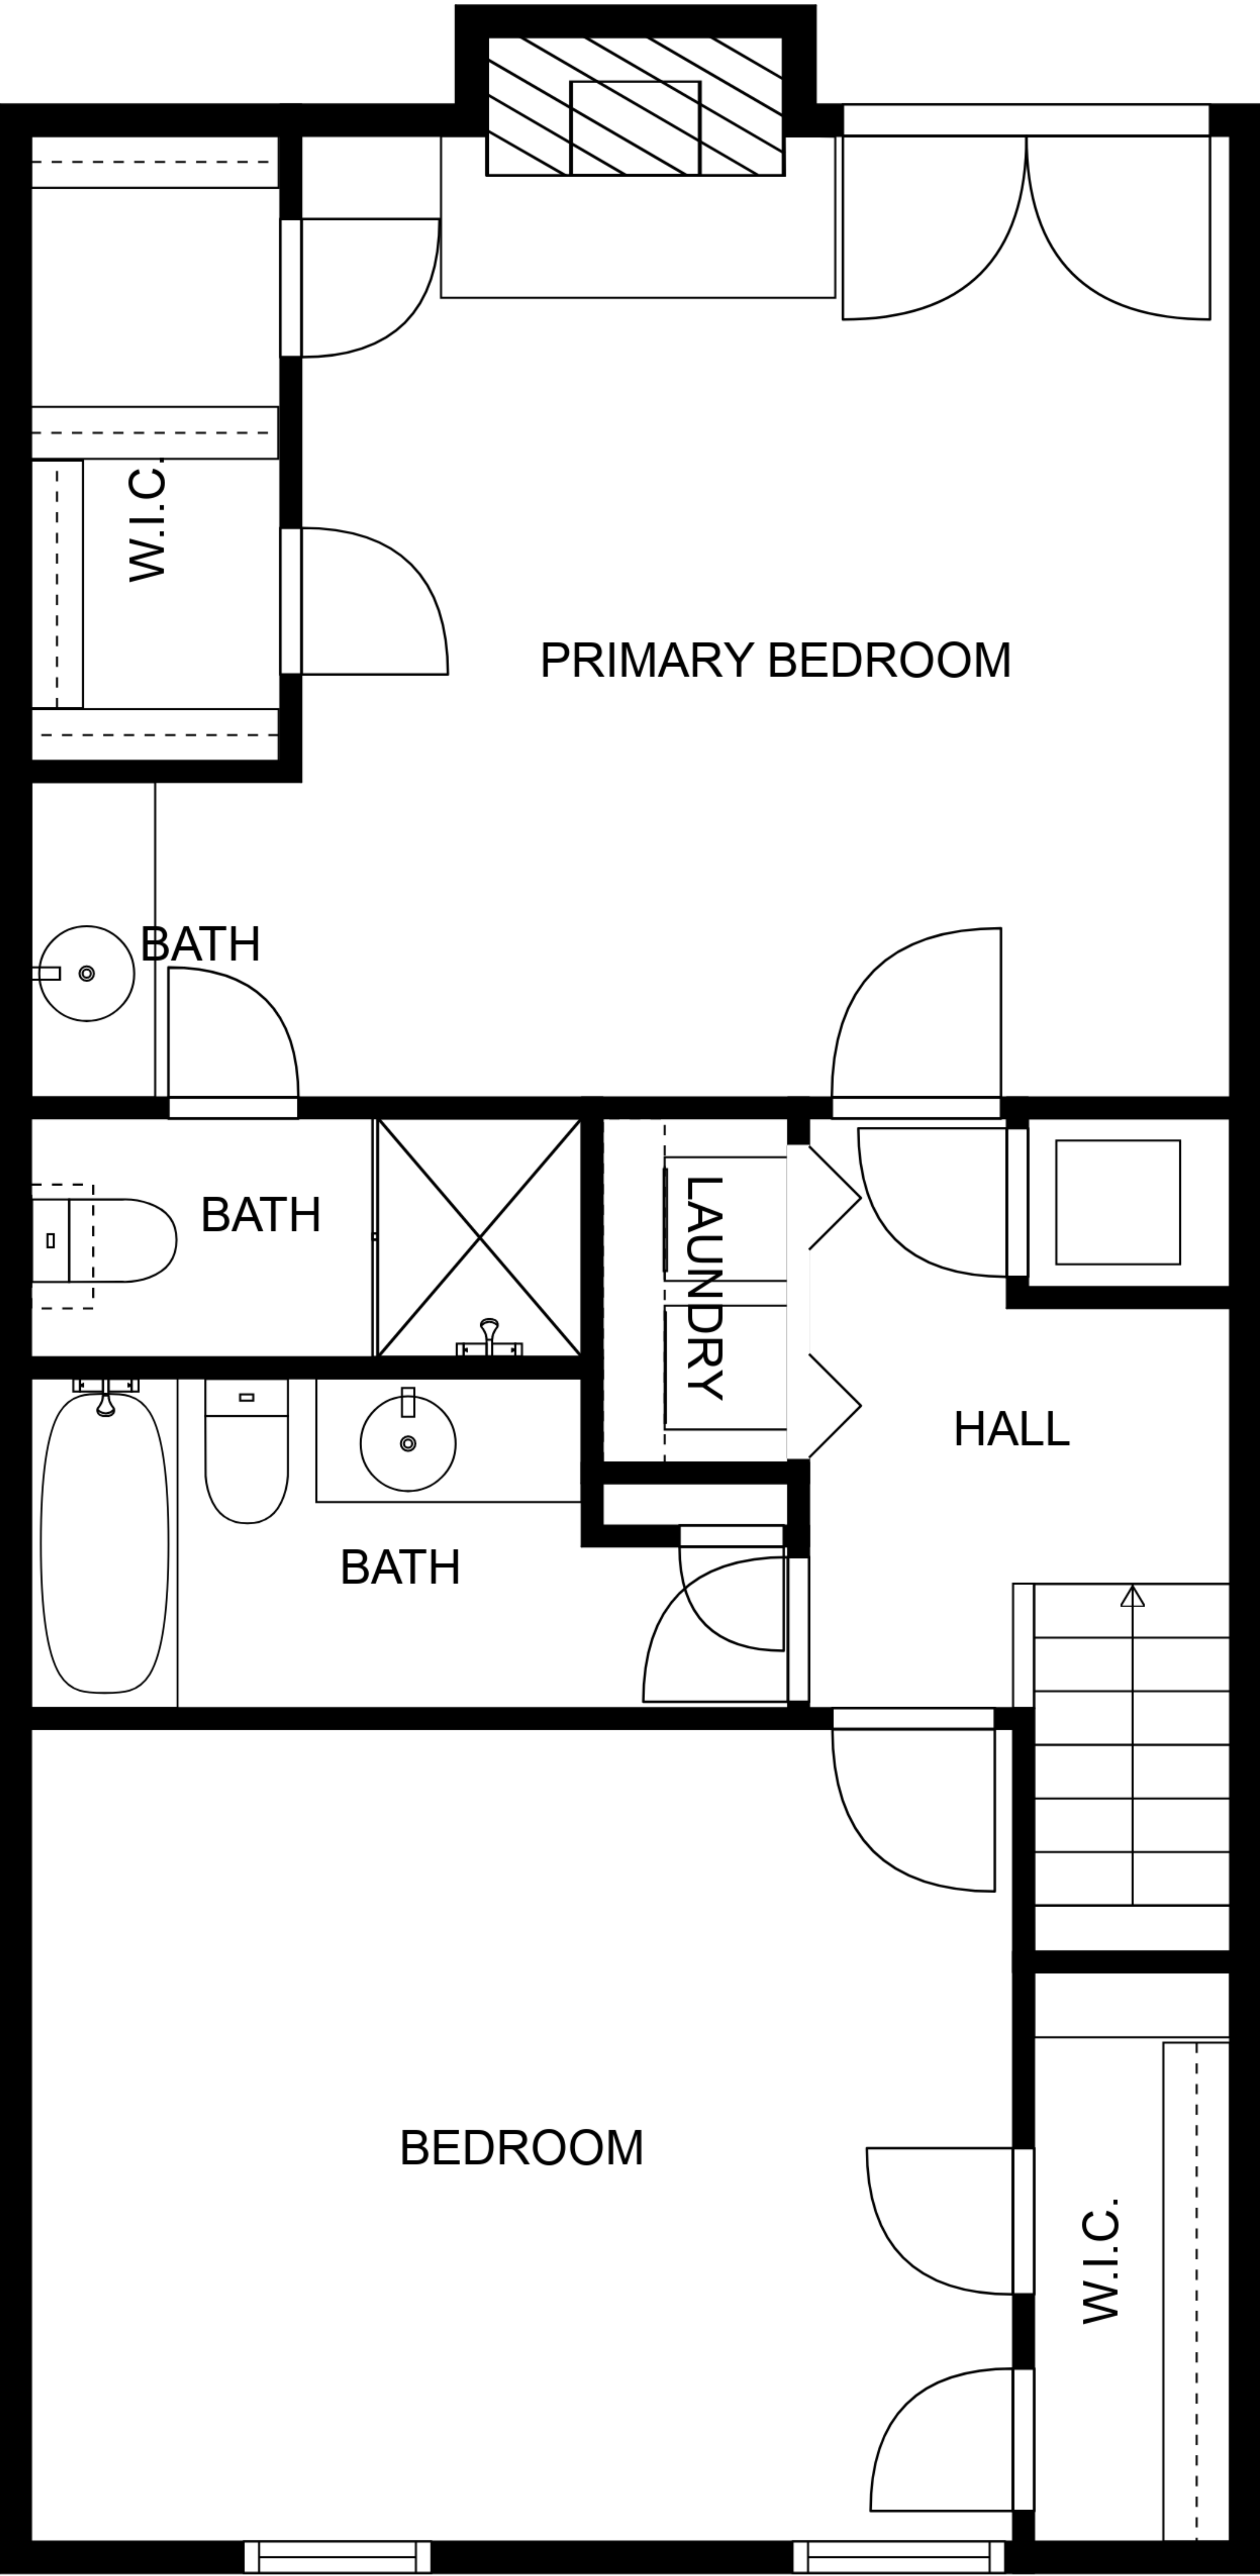 W.I.C.
PRIMARY BEDROOM
BATH
BATH
LAUNDRY
HALL
BATH
BEDROOM
W.I.C.